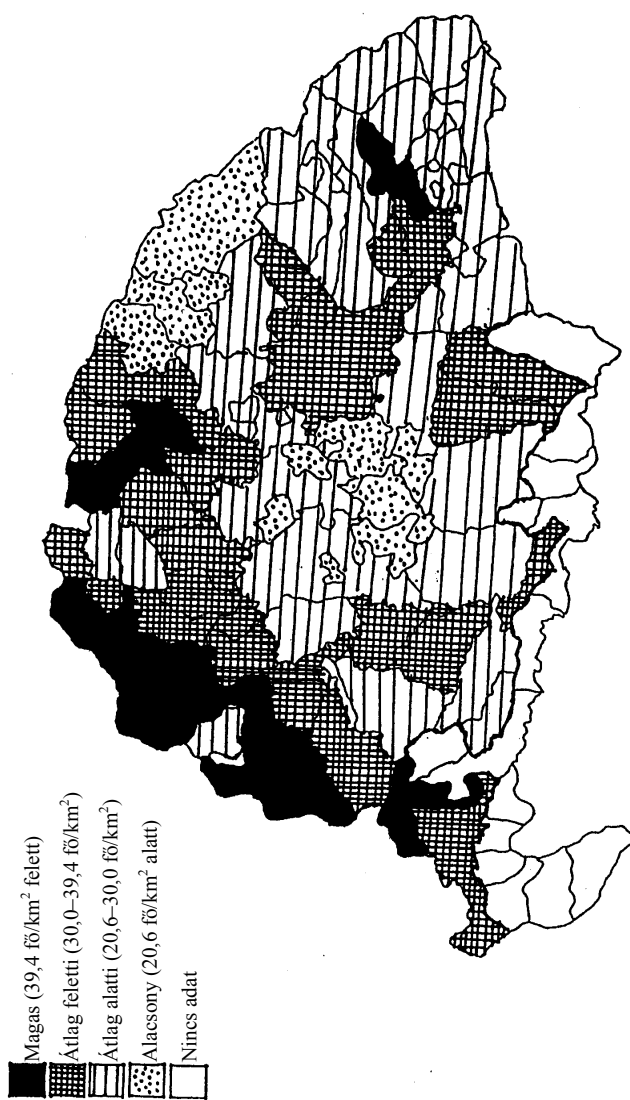 Magas (39,4 fő/km² felett)
Átlag feletti (30,0–39,4 fő/km²)
Átlag alatti (20,6–30,0 fő/km²)
Alacsony (20,6 fő/km² alatt)
Nincs adat